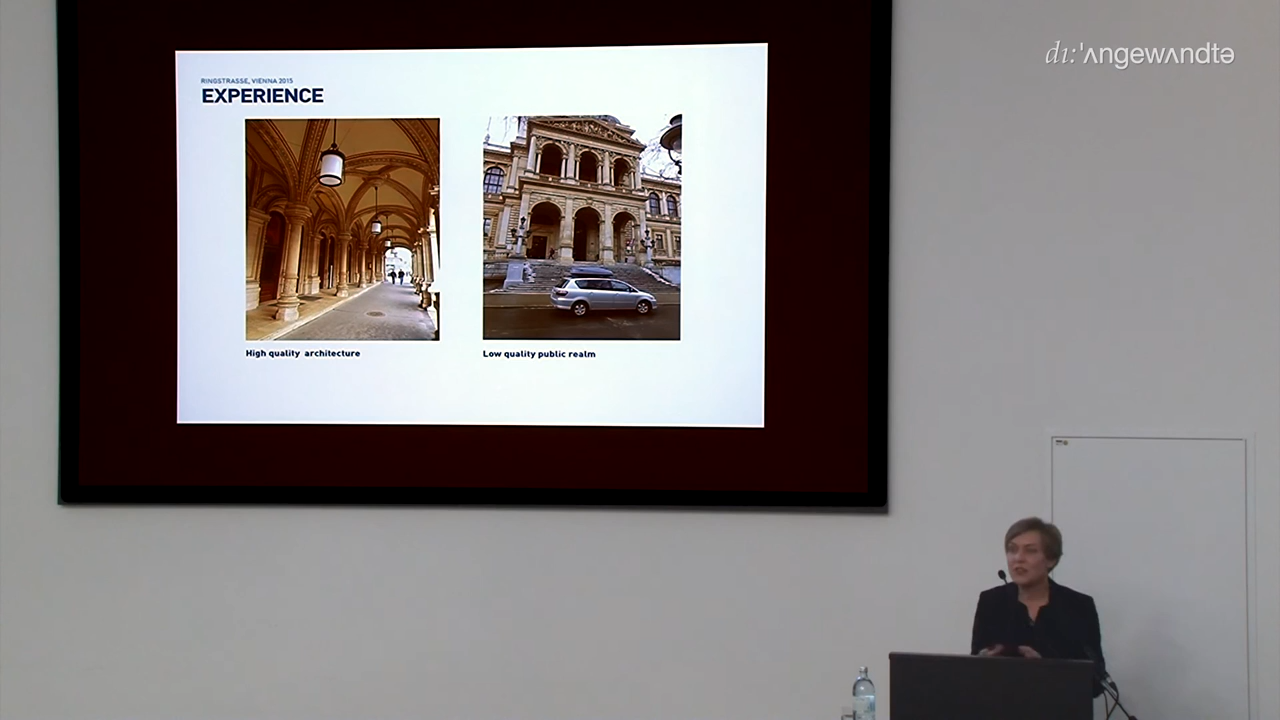 dı:'ʌngewʌndtə
RINGSTRASSE, VIENNA 2015
EXPERIENCE
High quality architecture
Low quality public realm